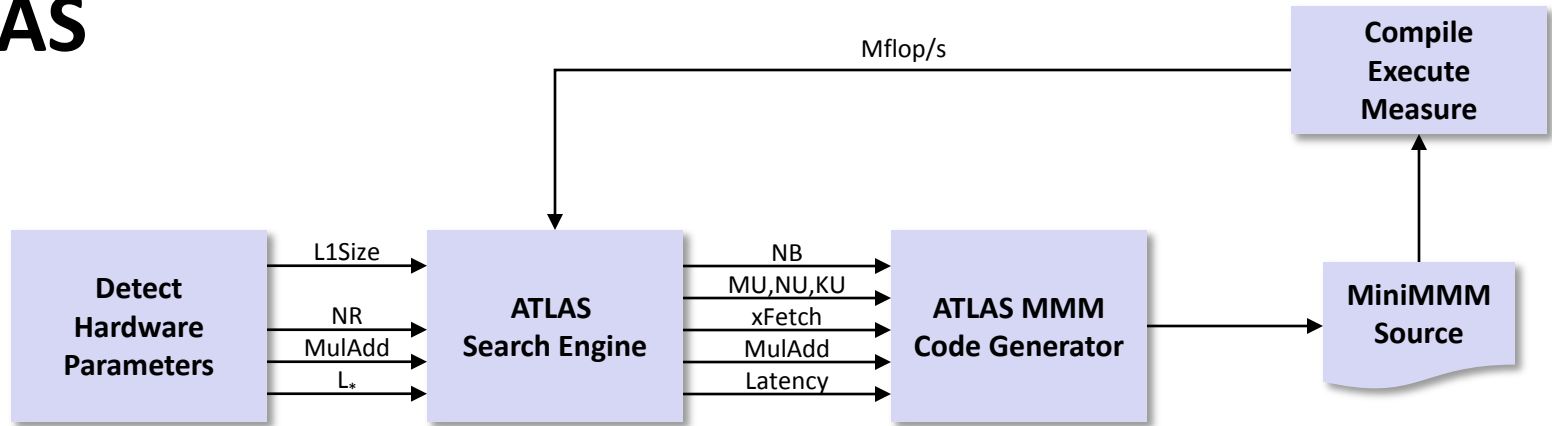 AS
Mflop/s
Compile
Execute
Measure
Detect
Hardware
Parameters
L1Size
NR
MulAdd
L*
ATLAS
Search Engine
NB
MU,NU,KU
xFetch
MulAdd
Latency
ATLAS MMM
Code Generator
MiniMMM
Source